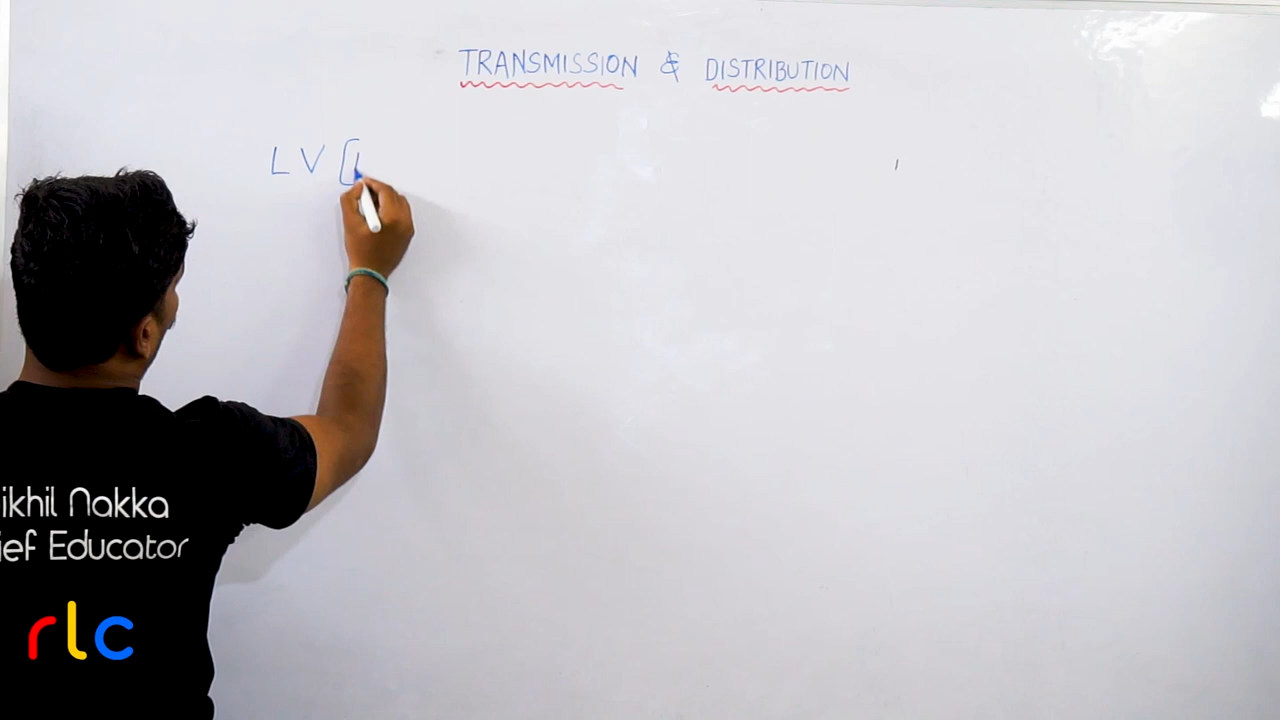 TRANSMISSION & DISTRIBUTION
LV [
ikhil Nakka
ief Educator
rlc